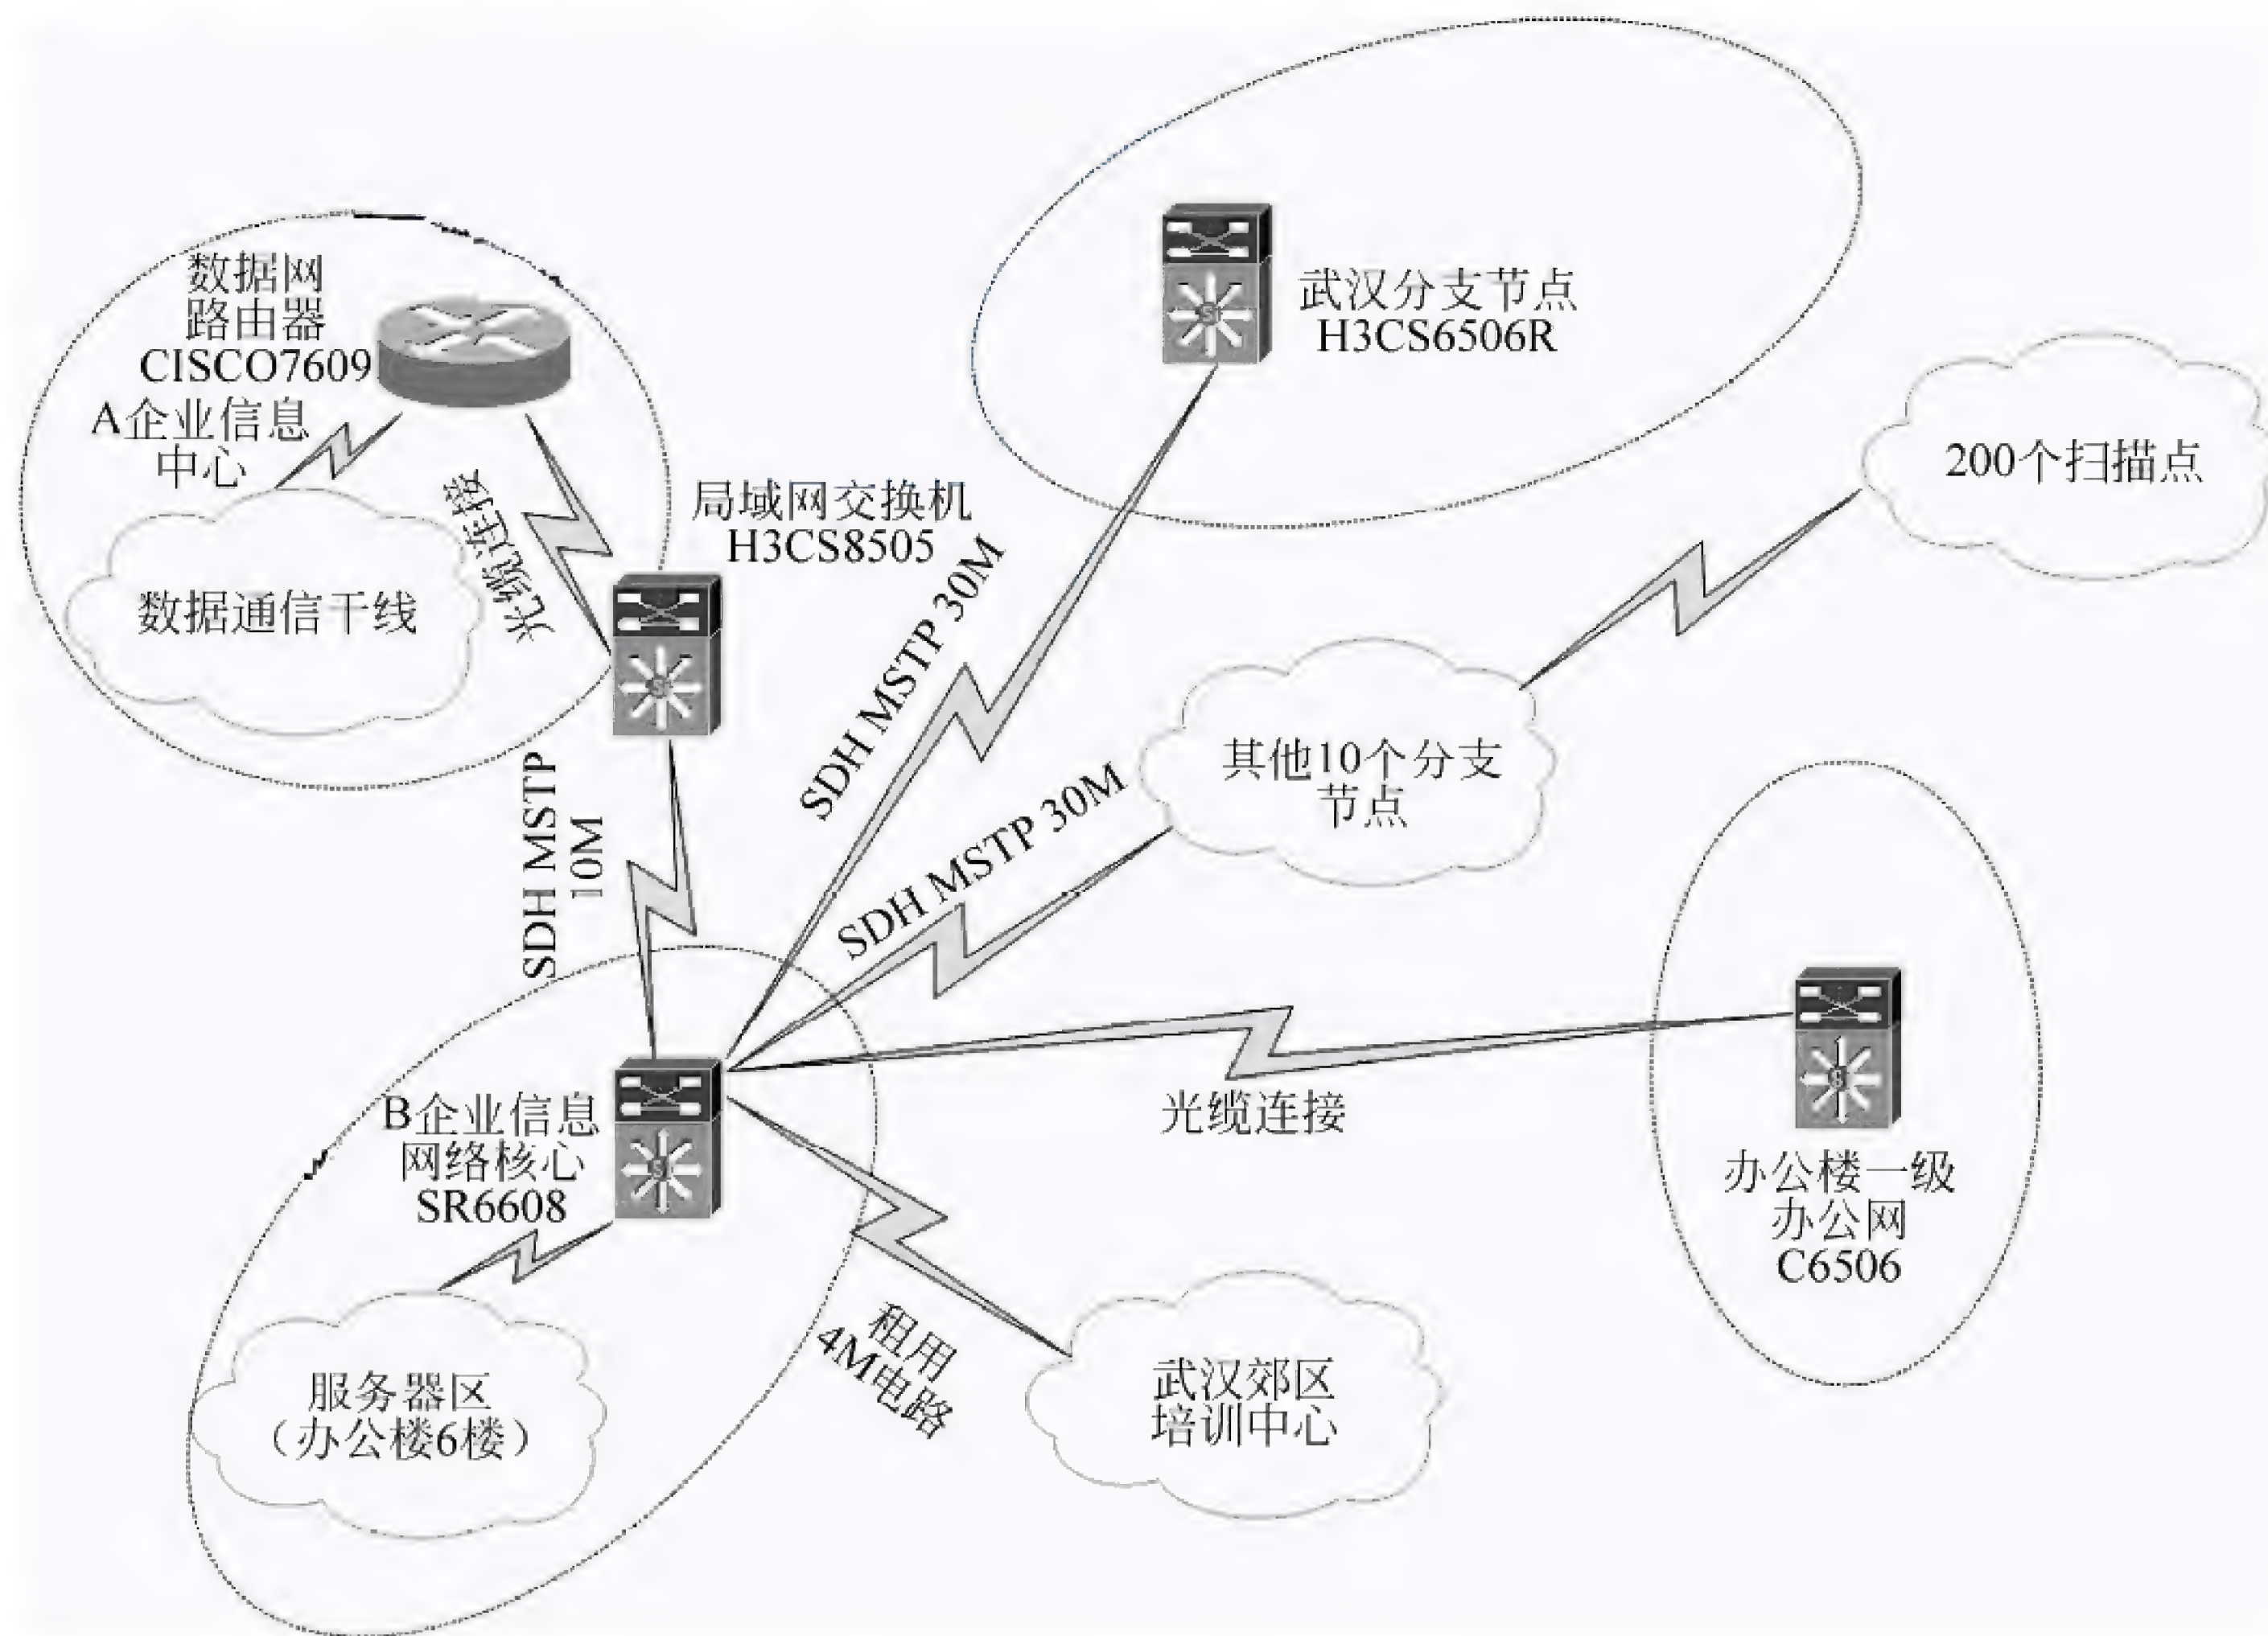 数据网
路由器
CISCO7609
A企业信息
中心
光缆连接
数据通信干线
局域网交换机
H3CS8505
武汉分支节点
H3CS6506R
200个扫描点
SDH MSTP 30M
其他10个分支
节点
SDH MSTP 30M
SDH MSTP
10M
光缆连接
办公楼一级
办公网
C6506
B企业信息
网络核心
SR6608
服务器区
（办公楼6楼）
租用
4M电路
武汉郊区
培训中心